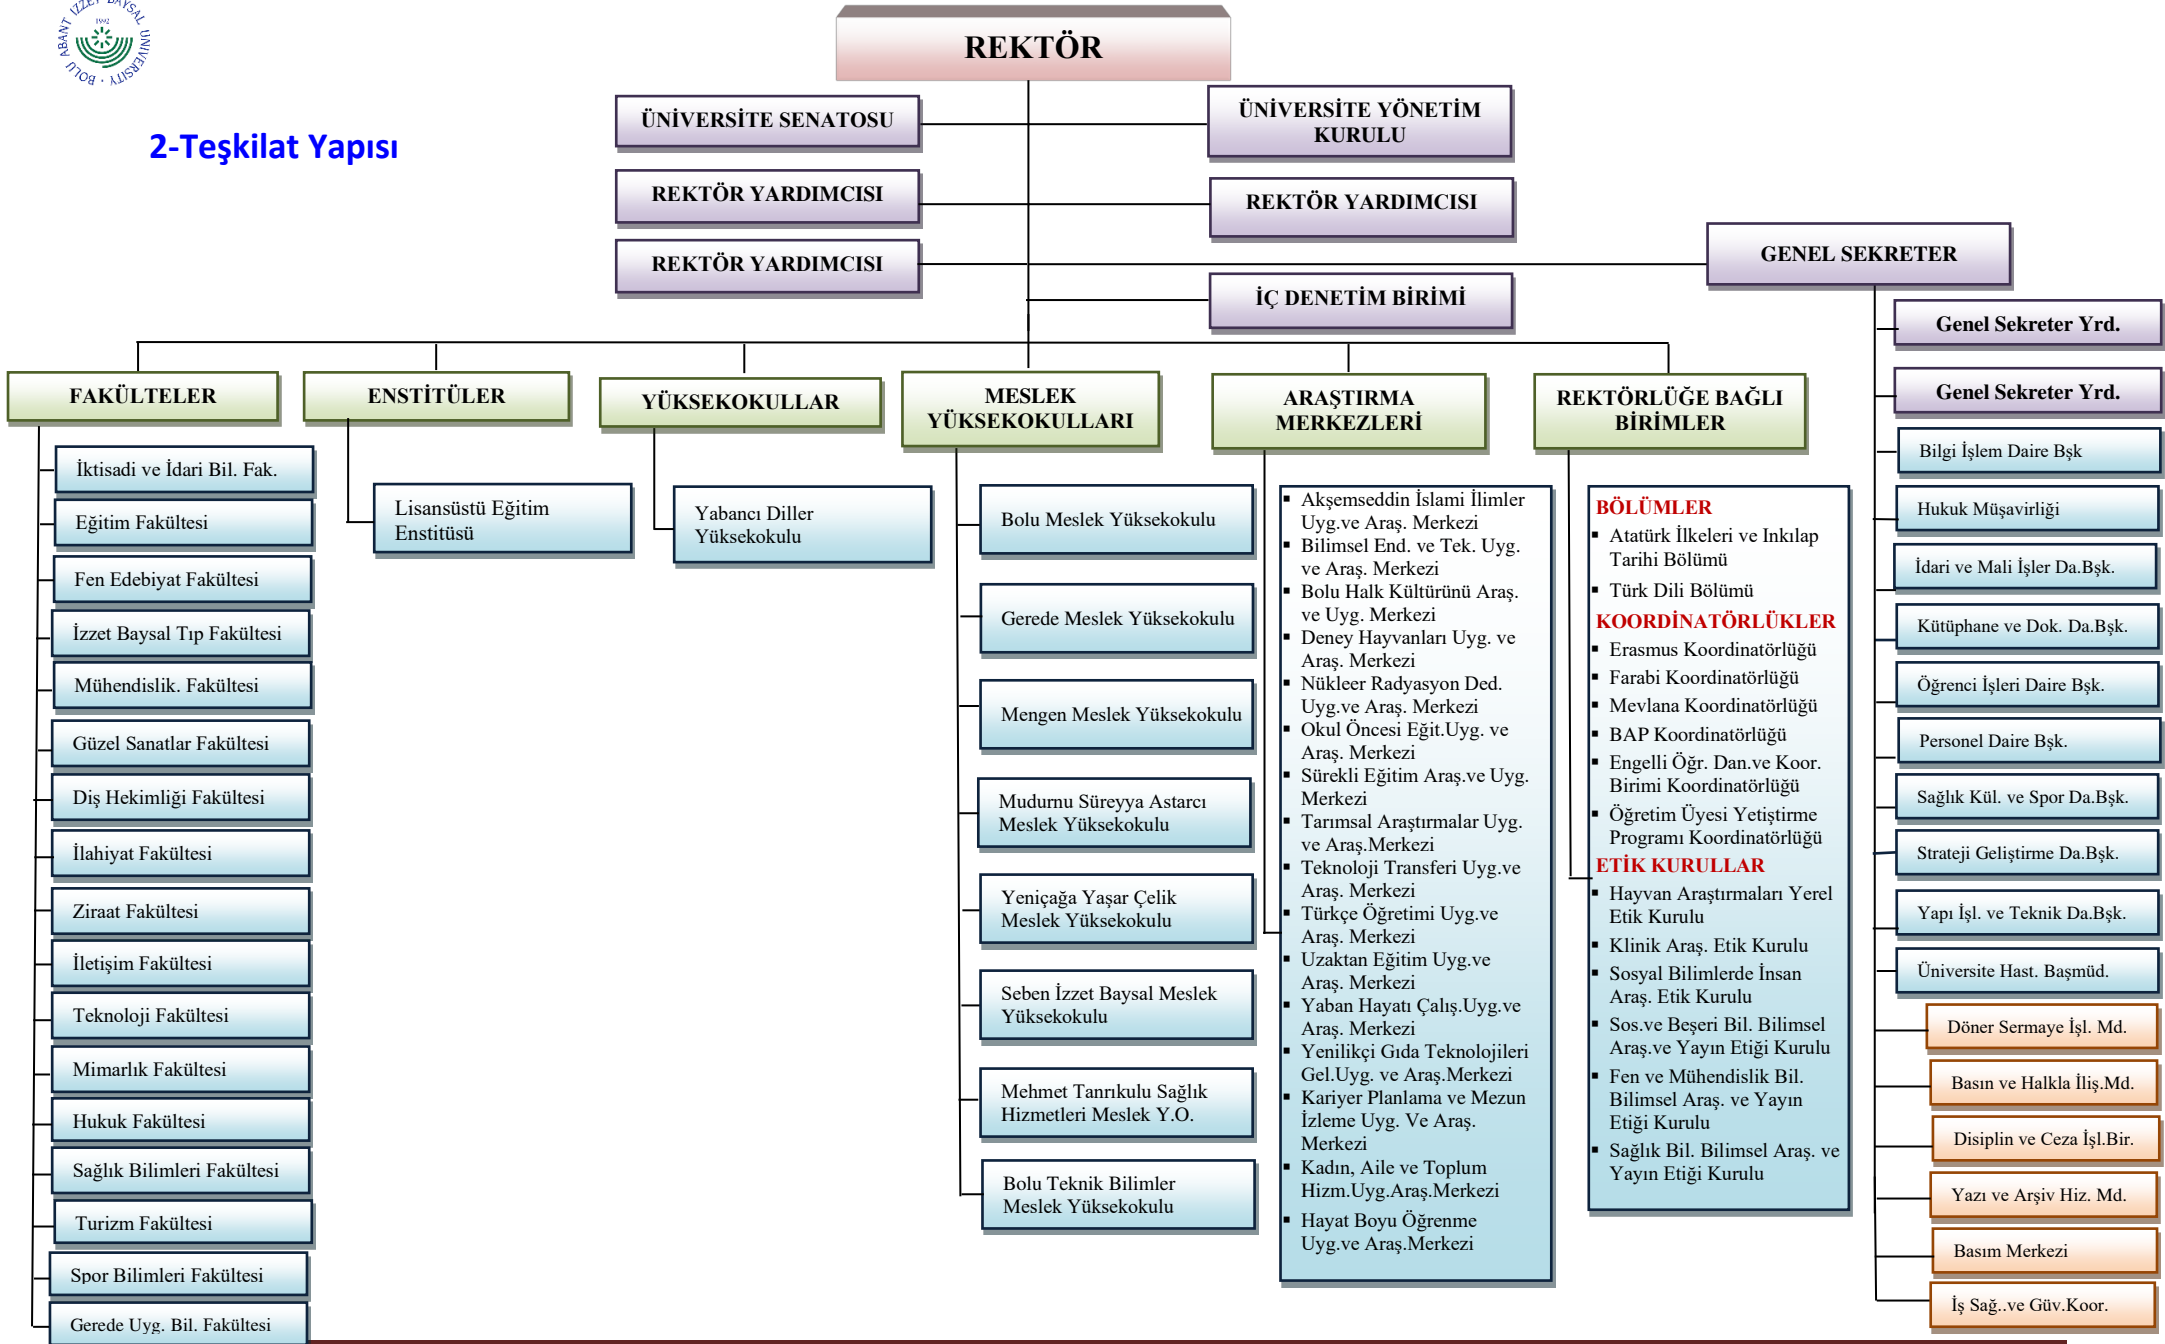 ABANT İZZET BAYSAL UNIVERSITY · BOLU ·
1992
2-Teşkilat Yapısı
REKTÖR
ÜNİVERSİTE SENATOSU
ÜNİVERSİTE YÖNETİM
KURULU
REKTÖR YARDIMCISI
REKTÖR YARDIMCISI
REKTÖR YARDIMCISI
GENEL SEKRETER
İÇ DENETİM BİRİMİ
FAKÜLTELER
İktisadi ve İdari Bil. Fak.
Eğitim Fakültesi
Fen Edebiyat Fakültesi
İzzet Baysal Tıp Fakültesi
Mühendislik. Fakültesi
Güzel Sanatlar Fakültesi
Diş Hekimliği Fakültesi
İlahiyat Fakültesi
Ziraat Fakültesi
İletişim Fakültesi
Teknoloji Fakültesi
Mimarlık Fakültesi
Hukuk Fakültesi
Sağlık Bilimleri Fakültesi
Turizm Fakültesi
Spor Bilimleri Fakültesi
Gerede Uyg. Bil. Fakültesi
ENSTİTÜLER
Lisansüstü Eğitim
Enstitüsü
YÜKSEKOKULLAR
Yabancı Diller
Yüksekokulu
MESLEK
YÜKSEKOKULLARI
Bolu Meslek Yüksekokulu
Gerede Meslek Yüksekokulu
Mengen Meslek Yüksekokulu
Mudurnu Süreyya Astarcı
Meslek Yüksekokulu
Yeniçağa Yaşar Çelik
Meslek Yüksekokulu
Seben İzzet Baysal Meslek
Yüksekokulu
Mehmet Tanrıkulu Sağlık
Hizmetleri Meslek Y.O.
Bolu Teknik Bilimler
Meslek Yüksekokulu
ARAŞTIRMA
MERKEZLERİ
▪ Akşemseddin İslami İlimler
Uyg.ve Araş. Merkezi
▪ Bilimsel End. ve Tek. Uyg.
ve Araş. Merkezi
▪ Bolu Halk Kültürünü Araş.
ve Uyg. Merkezi
▪ Deney Hayvanları Uyg. ve
Araş. Merkezi
▪ Nükleer Radyasyon Ded.
Uyg.ve Araş. Merkezi
▪ Okul Öncesi Eğit.Uyg. ve
Araş. Merkezi
▪ Sürekli Eğitim Araş.ve Uyg.
Merkezi
▪ Tarımsal Araştırmalar Uyg.
ve Araş.Merkezi
▪ Teknoloji Transferi Uyg.ve
Araş. Merkezi
▪ Türkçe Öğretimi Uyg.ve
Araş. Merkezi
▪ Uzaktan Eğitim Uyg.ve
Araş. Merkezi
▪ Yaban Hayatı Çalış.Uyg.ve
Araş. Merkezi
▪ Yenilikçi Gıda Teknolojileri
Gel.Uyg. ve Araş.Merkezi
▪ Kariyer Planlama ve Mezun
İzleme Uyg. Ve Araş.
Merkezi
▪ Kadın, Aile ve Toplum
Hizm.Uyg.Araş.Merkezi
▪ Hayat Boyu Öğrenme
Uyg.ve Araş.Merkezi
REKTÖRLÜĞE BAĞLI
BİRİMLER
BÖLÜMLER
▪ Atatürk İlkeleri ve Inkılap
Tarihi Bölümü
▪ Türk Dili Bölümü
KOORDİNATÖRLÜKLER
▪ Erasmus Koordinatörlüğü
▪ Farabi Koordinatörlüğü
▪ Mevlana Koordinatörlüğü
▪ BAP Koordinatörlüğü
▪ Engelli Öğr. Dan.ve Koor.
Birimi Koordinatörlüğü
▪ Öğretim Üyesi Yetiştirme
Programı Koordinatörlüğü
ETİK KURULLAR
▪ Hayvan Araştırmaları Yerel
Etik Kurulu
▪ Klinik Araş. Etik Kurulu
▪ Sosyal Bilimlerde İnsan
Araş. Etik Kurulu
▪ Sos.ve Beşeri Bil. Bilimsel
Araş.ve Yayın Etiği Kurulu
▪ Fen ve Mühendislik Bil.
Bilimsel Araş. ve Yayın
Etiği Kurulu
▪ Sağlık Bil. Bilimsel Araş. ve
Yayın Etiği Kurulu
Genel Sekreter Yrd.
Genel Sekreter Yrd.
Bilgi İşlem Daire Bşk
Hukuk Müşavirliği
İdari ve Mali İşler Da.Bşk.
Kütüphane ve Dok. Da.Bşk.
Öğrenci İşleri Daire Bşk.
Personel Daire Bşk.
Sağlık Kül. ve Spor Da.Bşk.
Strateji Geliştirme Da.Bşk.
Yapı İşl. ve Teknik Da.Bşk.
Üniversite Hast. Başmüd.
Döner Sermaye İşl. Md.
Basın ve Halkla İliş.Md.
Disiplin ve Ceza İşl.Bir.
Yazı ve Arşiv Hiz. Md.
Basım Merkezi
İş Sağ..ve Güv.Koor.